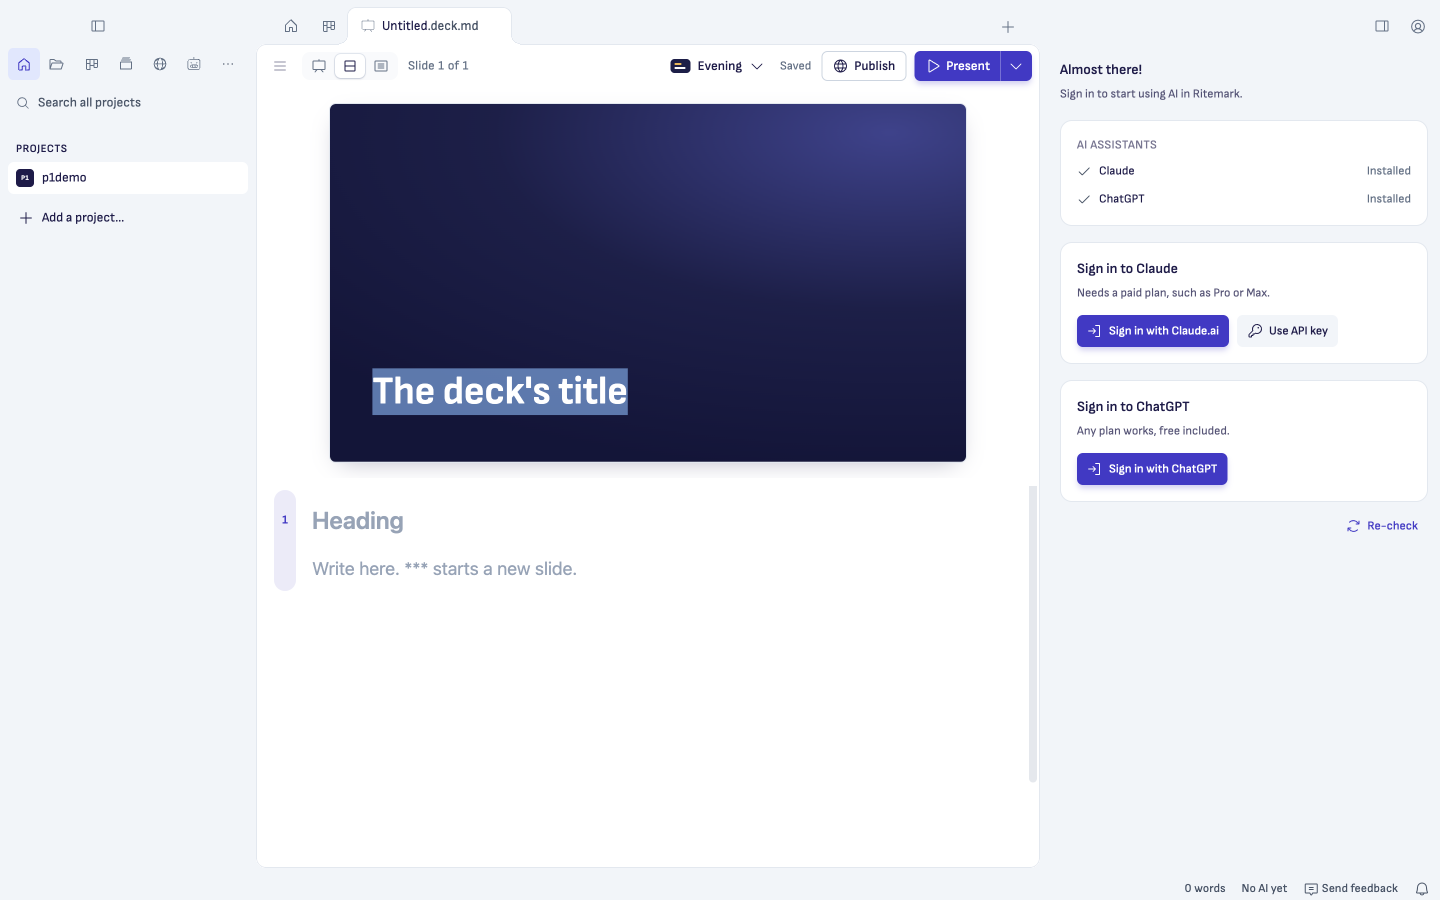 Untitled.deck.md
Slide 1 of 1
Evening
Saved
Publish
Present
Search all projects
PROJECTS
P1
p1demo
Add a project...
The deck's title
1
Heading
Write here. *** starts a new slide.
Almost there!
Sign in to start using AI in Ritemark.
AI ASSISTANTS
Claude
Installed
ChatGPT
Installed
Sign in to Claude
Needs a paid plan, such as Pro or Max.
Sign in with Claude.ai
Use API key
Sign in to ChatGPT
Any plan works, free included.
Sign in with ChatGPT
Re-check
0 words
No AI yet
Send feedback